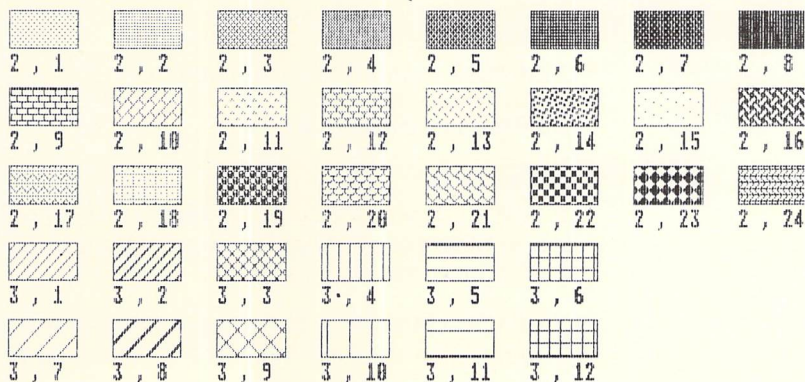 2 , 1 2 , 2 2 , 3 2 , 4 2 , 5 2 , 6 2 , 7 2 , 8
2 , 9 2 , 10 2 , 11 2 , 12 2 , 13 2 , 14 2 , 15 2 , 16
2 , 17 2 , 18 2 , 19 2 , 20 2 , 21 2 , 22 2 , 23 2 , 24
3 , 1 3 , 2 3 , 3 3 , 4 3 , 5 3 , 6
3 , 7 3 , 8 3 , 9 3 , 10 3 , 11 3 , 12